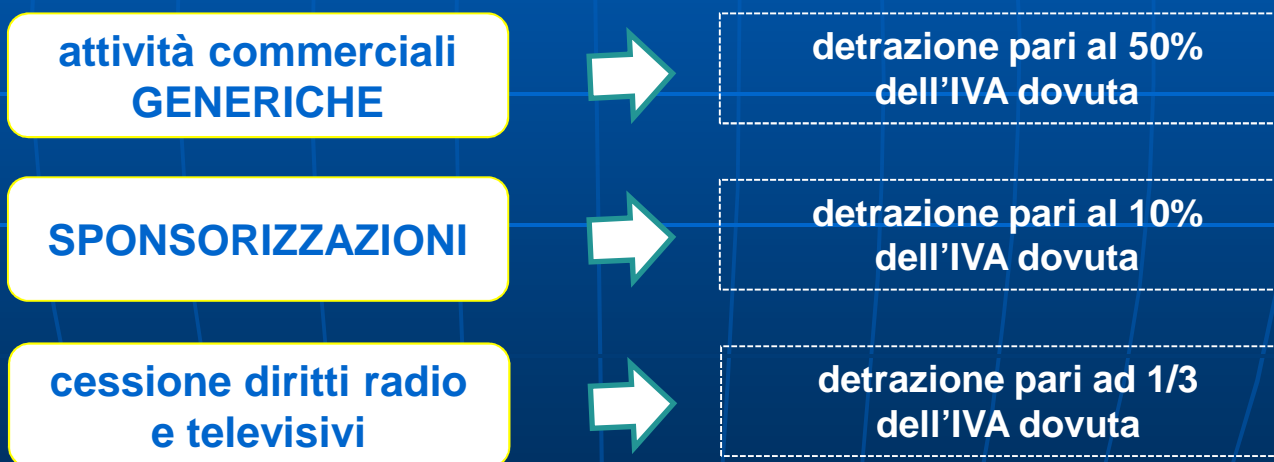 attività commerciali
GENERICHE
detrazione pari al 50%
dell'IVA dovuta
SPONSORIZZAZIONI
detrazione pari al 10%
dell'IVA dovuta
cessione diritti radio
e televisivi
detrazione pari ad 1/3
dell'IVA dovuta